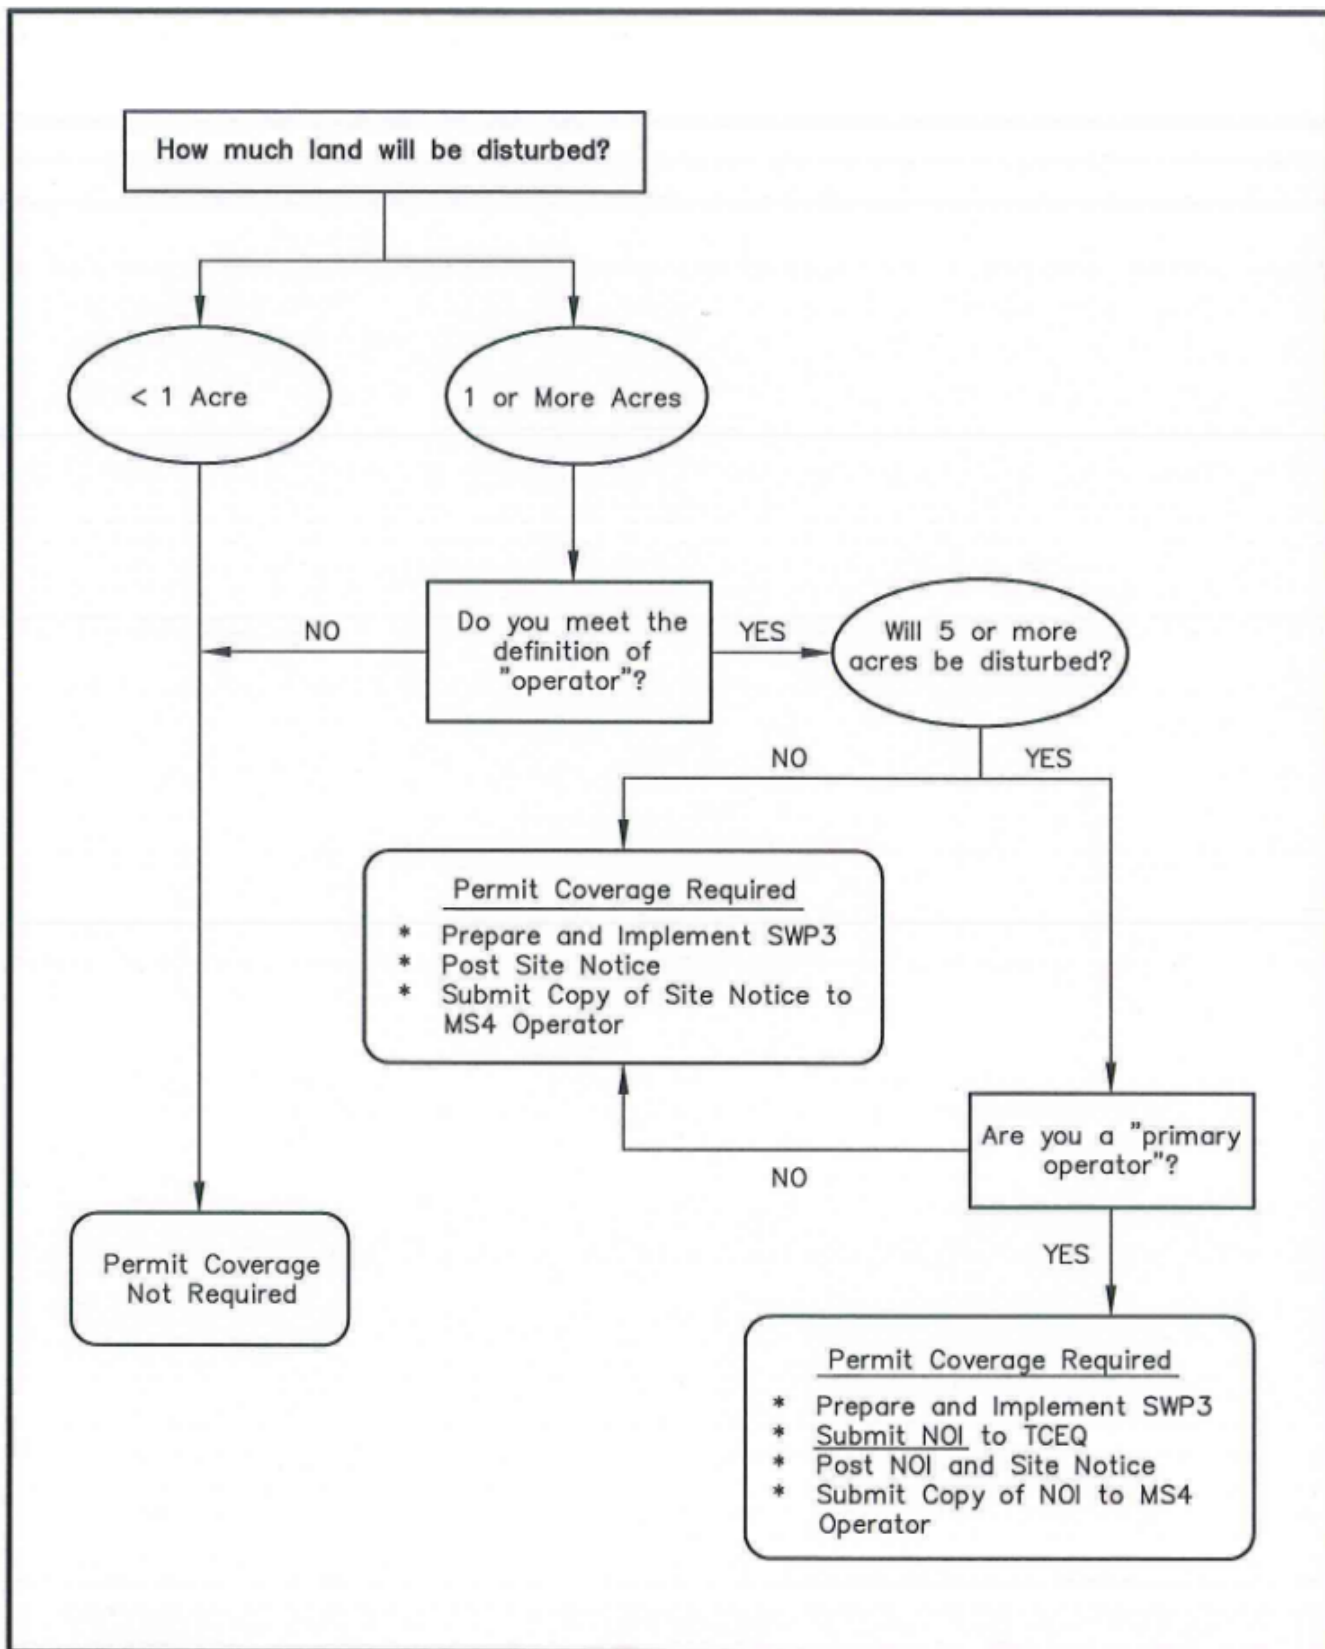 How much land will be disturbed?
< 1 Acre
1 or More Acres
Do you meet the
definition of
"operator"?
NO
YES
Will 5 or more
acres be disturbed?
NO
YES
Permit Coverage Required
* Prepare and Implement SWP3
* Post Site Notice
* Submit Copy of Site Notice to
MS4 Operator
Are you a "primary
operator"?
NO
YES
Permit Coverage
Not Required
Permit Coverage Required
* Prepare and Implement SWP3
* Submit NOI to TCEQ
* Post NOI and Site Notice
* Submit Copy of NOI to MS4
Operator